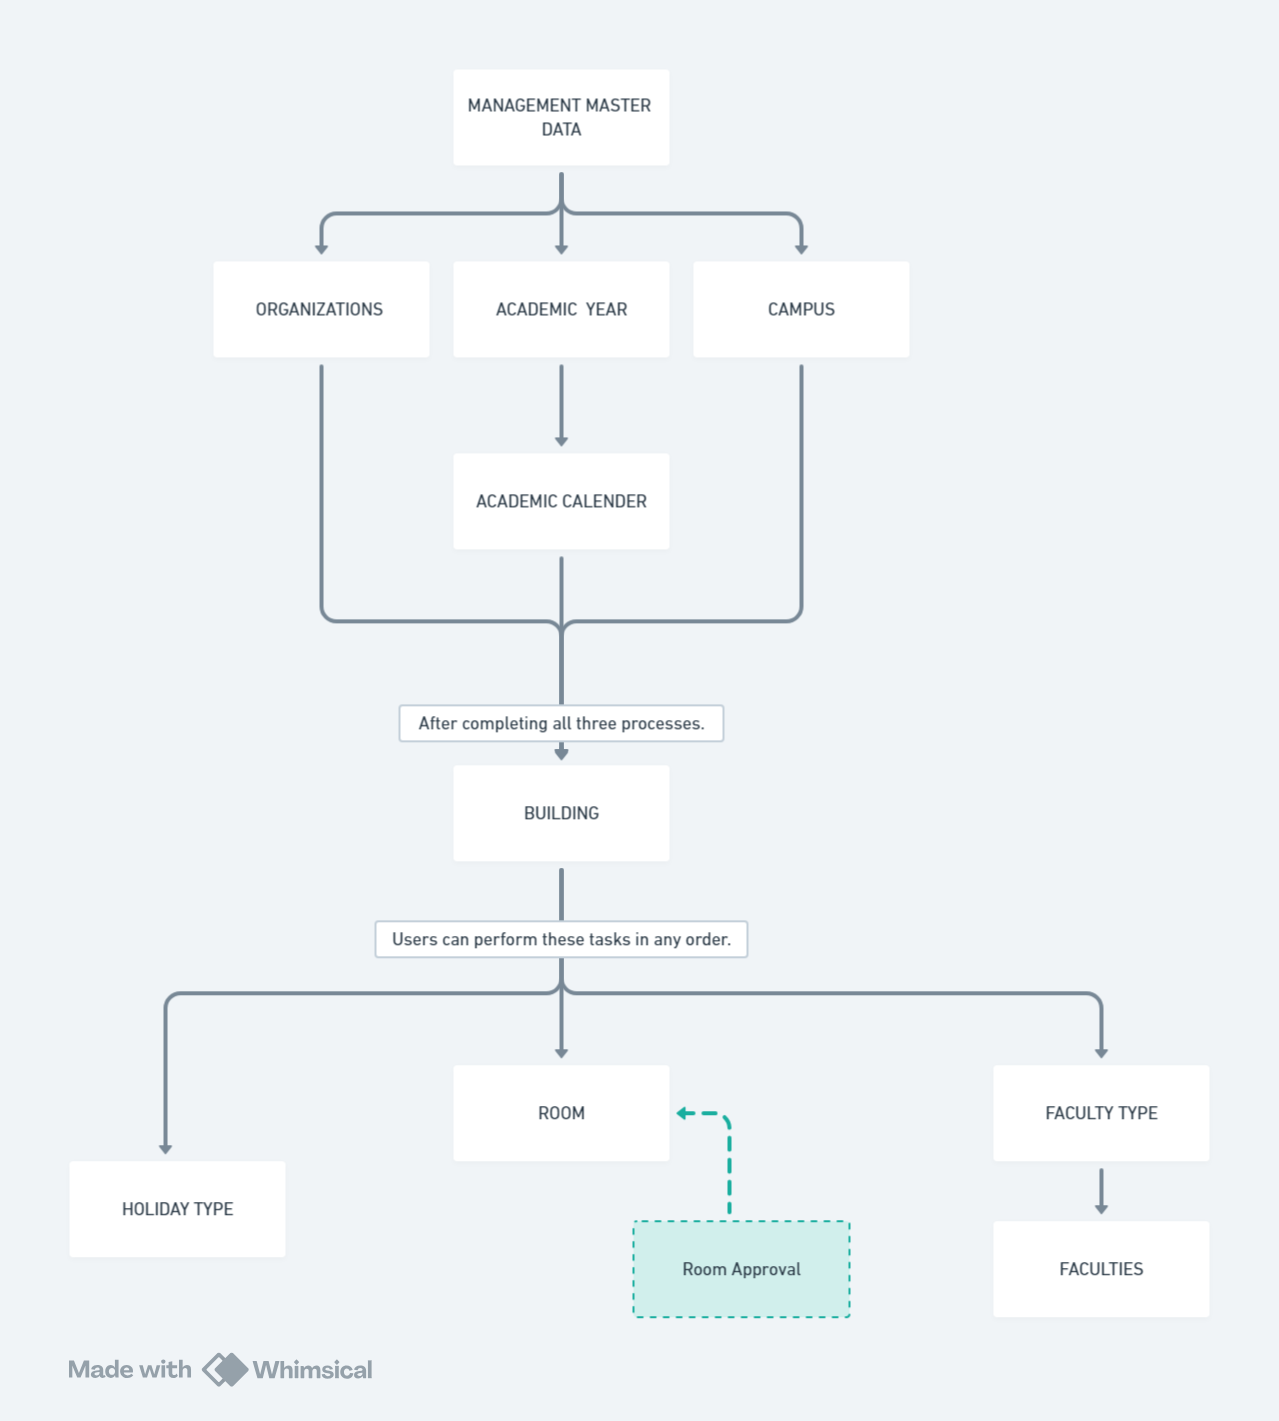 MANAGEMENT MASTER
DATA
ORGANIZATIONS
ACADEMIC YEAR
CAMPUS
ACADEMIC CALENDER
After completing all three processes.
BUILDING
Users can perform these tasks in any order.
ROOM
FACULTY TYPE
HOLIDAY TYPE
Room Approval
FACULTIES
Made with Whimsical